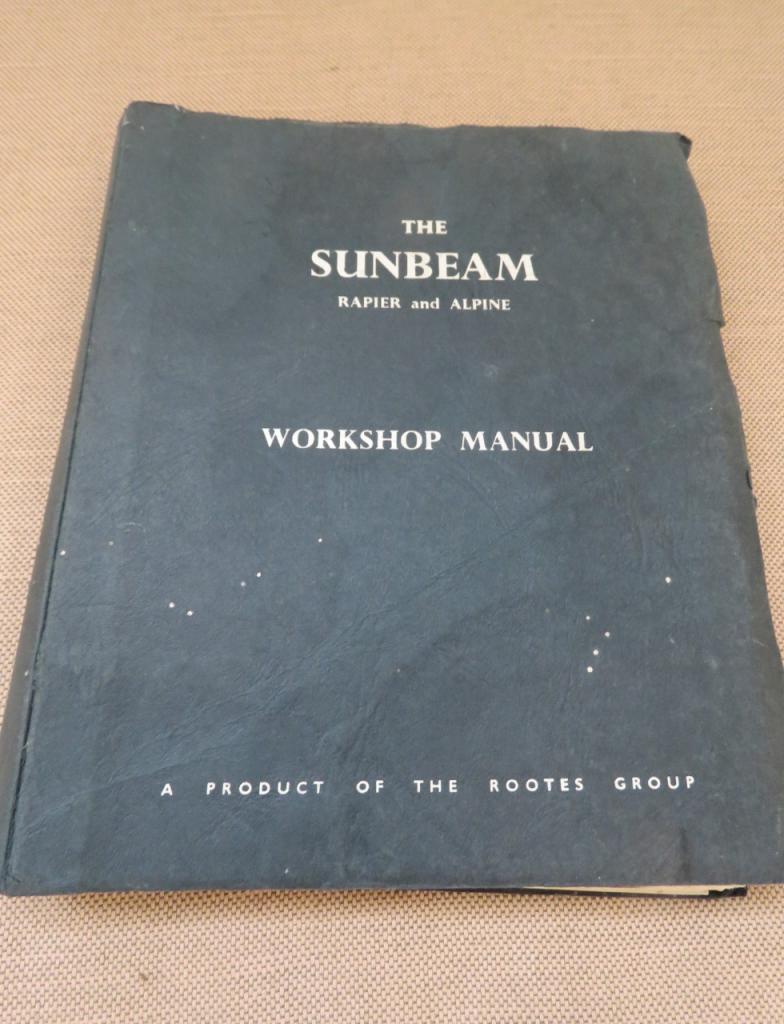 THE
SUNBEAM
RAPIER and ALPINE
WORKSHOP MANUAL
A PRODUCT OF THE ROOTES GROUP